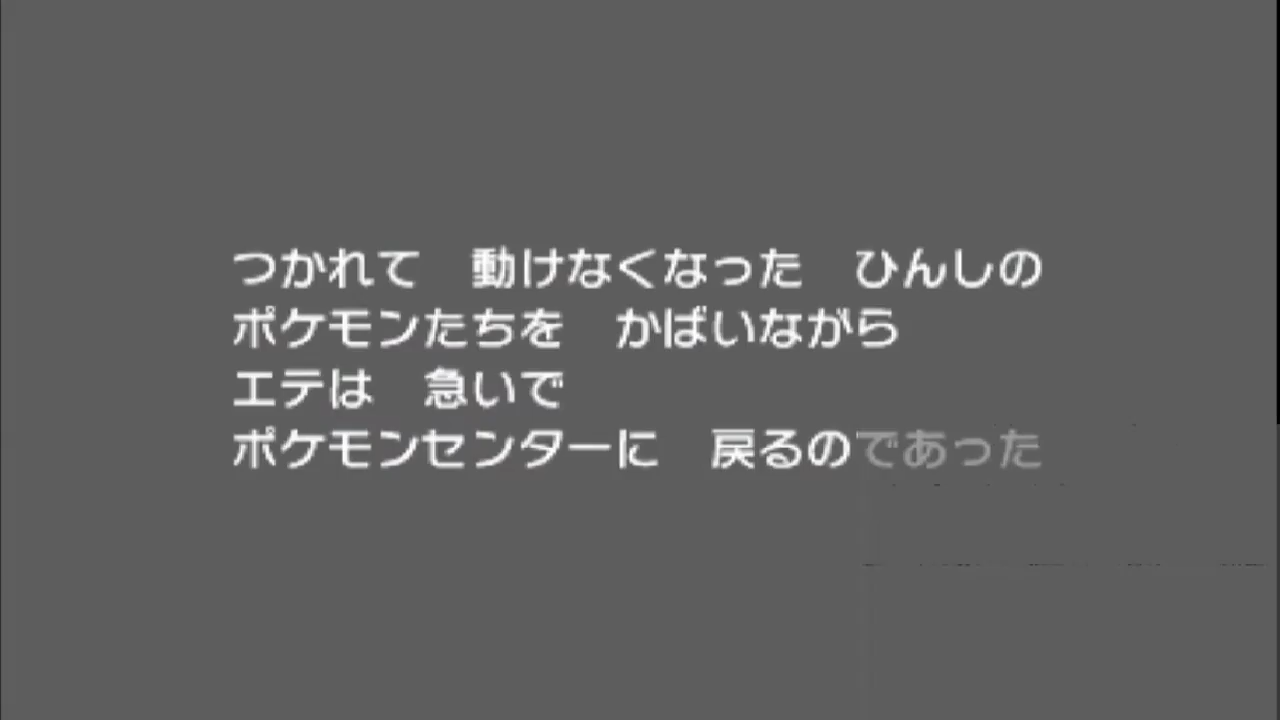 つかれて　動けなくなった　ひんしの
ポケモンたちを　かばいながら
エテは　急いで
ポケモンセンターに　戻るのであった